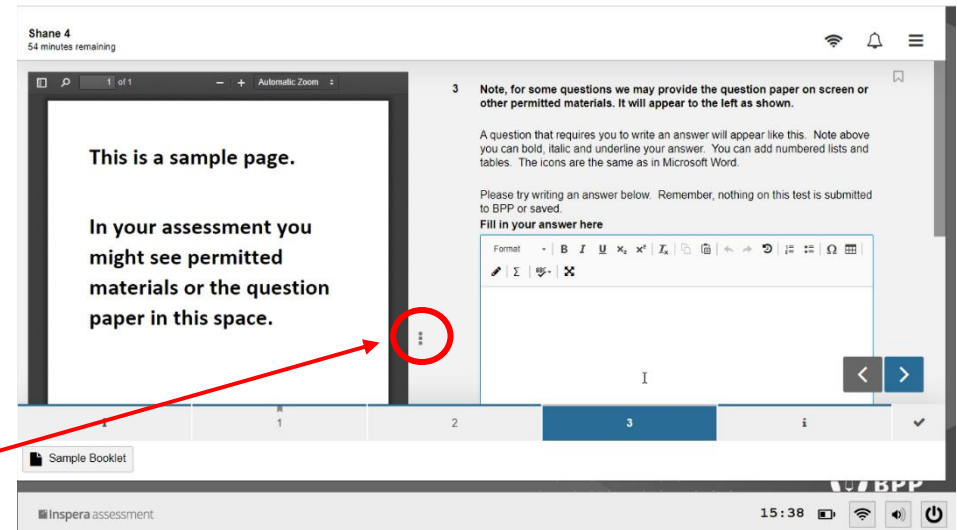 Shane 4
54 minutes remaining
1 of 1
Automatic Zoom
This is a sample page.
In your assessment you
might see permitted
materials or the question
paper in this space.
3 Note, for some questions we may provide the question paper on screen or
other permitted materials. It will appear to the left as shown.
A question that requires you to write an answer will appear like this. Note above
you can bold, italic and underline your answer. You can add numbered lists and
tables. The icons are the same as in Microsoft Word.
Please try writing an answer below. Remember, nothing on this test is submitted
to BPP or saved.
Fill in your answer here
Format B I U x₂ x² Iₓ Ω
Σ ABC
i 1 2 3 i
Sample Booklet
BPP
Inspera assessment
15:38